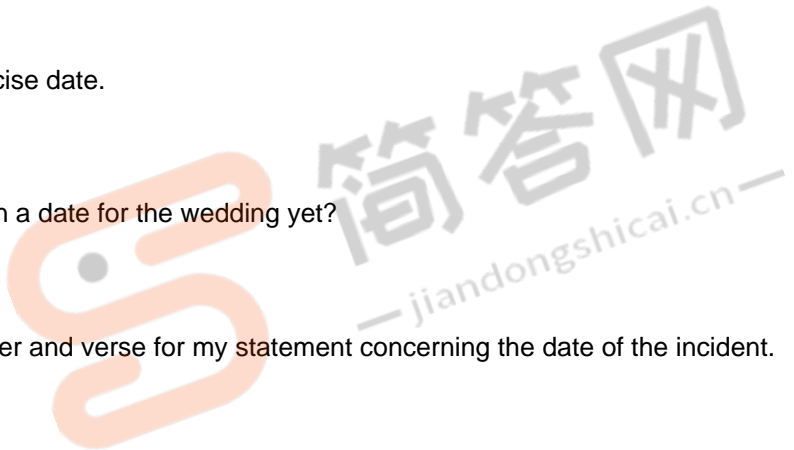 cise date.
简答网
n a date for the wedding yet?
jiandongshicai.cn
er and verse for my statement concerning the date of the incident.